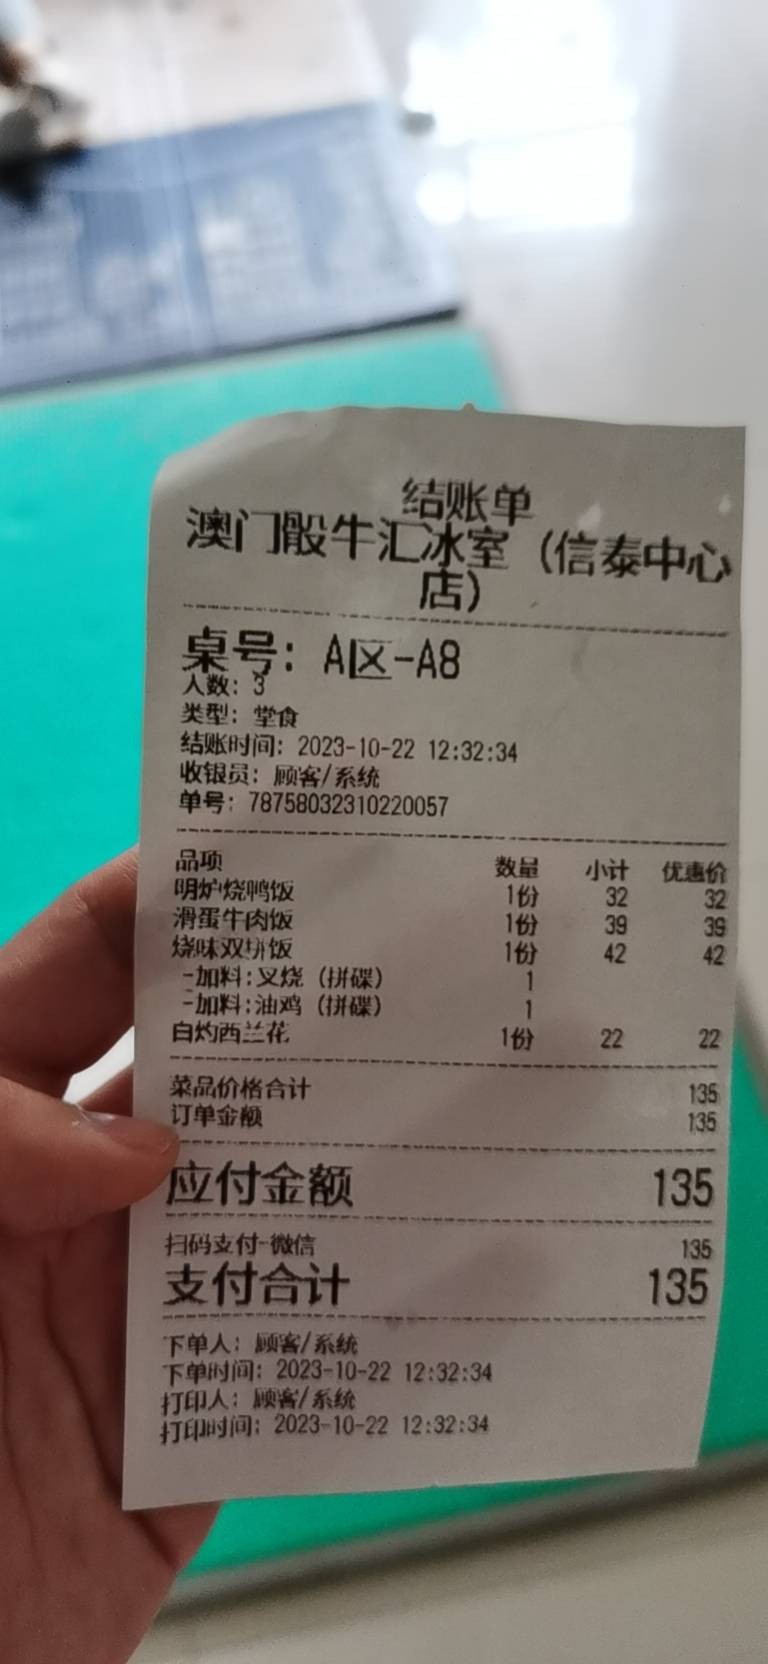 结账单
澳门骰牛汇冰室（信泰中心
店）
桌号：A区-A8
人数：3
类型：堂食
结账时间：2023-10-22 12:32:34
收银员：顾客/系统
单号：78758032310220057
品项 数量 小计 优惠价
明炉烧鸭饭 1份 32 32
滑蛋牛肉饭 1份 39 39
烧味双拼饭 1份 42 42
-加料:叉烧（拼碟） 1
-加料:油鸡（拼碟） 1
白灼西兰花 1份 22 22
菜品价格合计 135
订单金额 135
应付金额 135
扫码支付-微信 135
支付合计 135
下单人：顾客/系统
下单时间：2023-10-22 12:32:34
打印人：顾客/系统
打印时间：2023-10-22 12:32:34